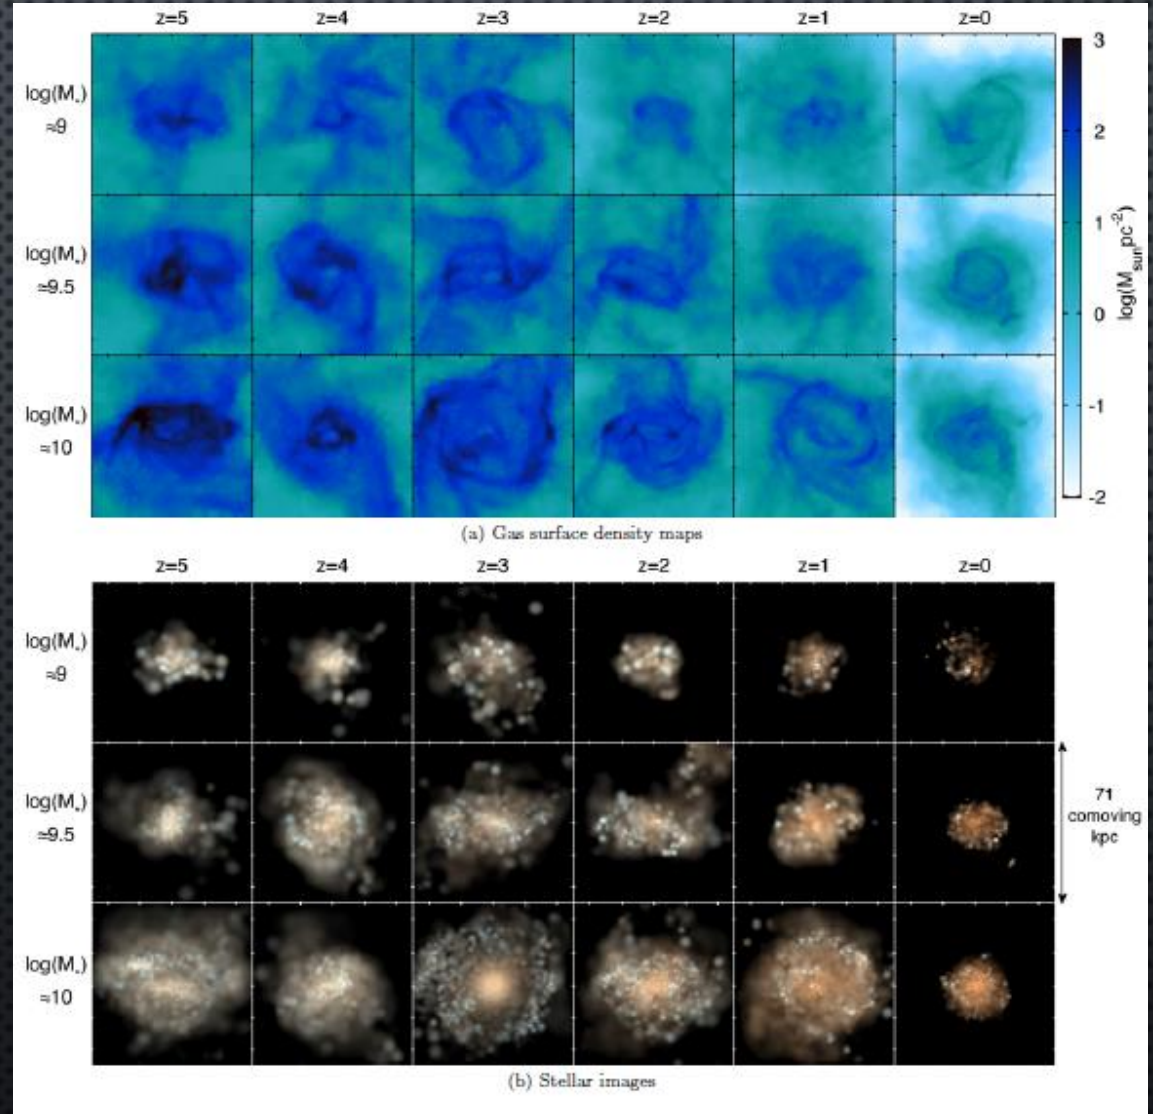 z=5 z=4 z=3 z=2 z=1 z=0
log(M*)
≈9
log(M*)
≈9.5
log(M*)
≈10
3
2
1
0
-1
-2
log(Msunpc-2)
(a) Gas surface density maps
z=5 z=4 z=3 z=2 z=1 z=0
log(M*)
≈9
log(M*)
≈9.5
log(M*)
≈10
71
comoving
kpc
(b) Stellar images